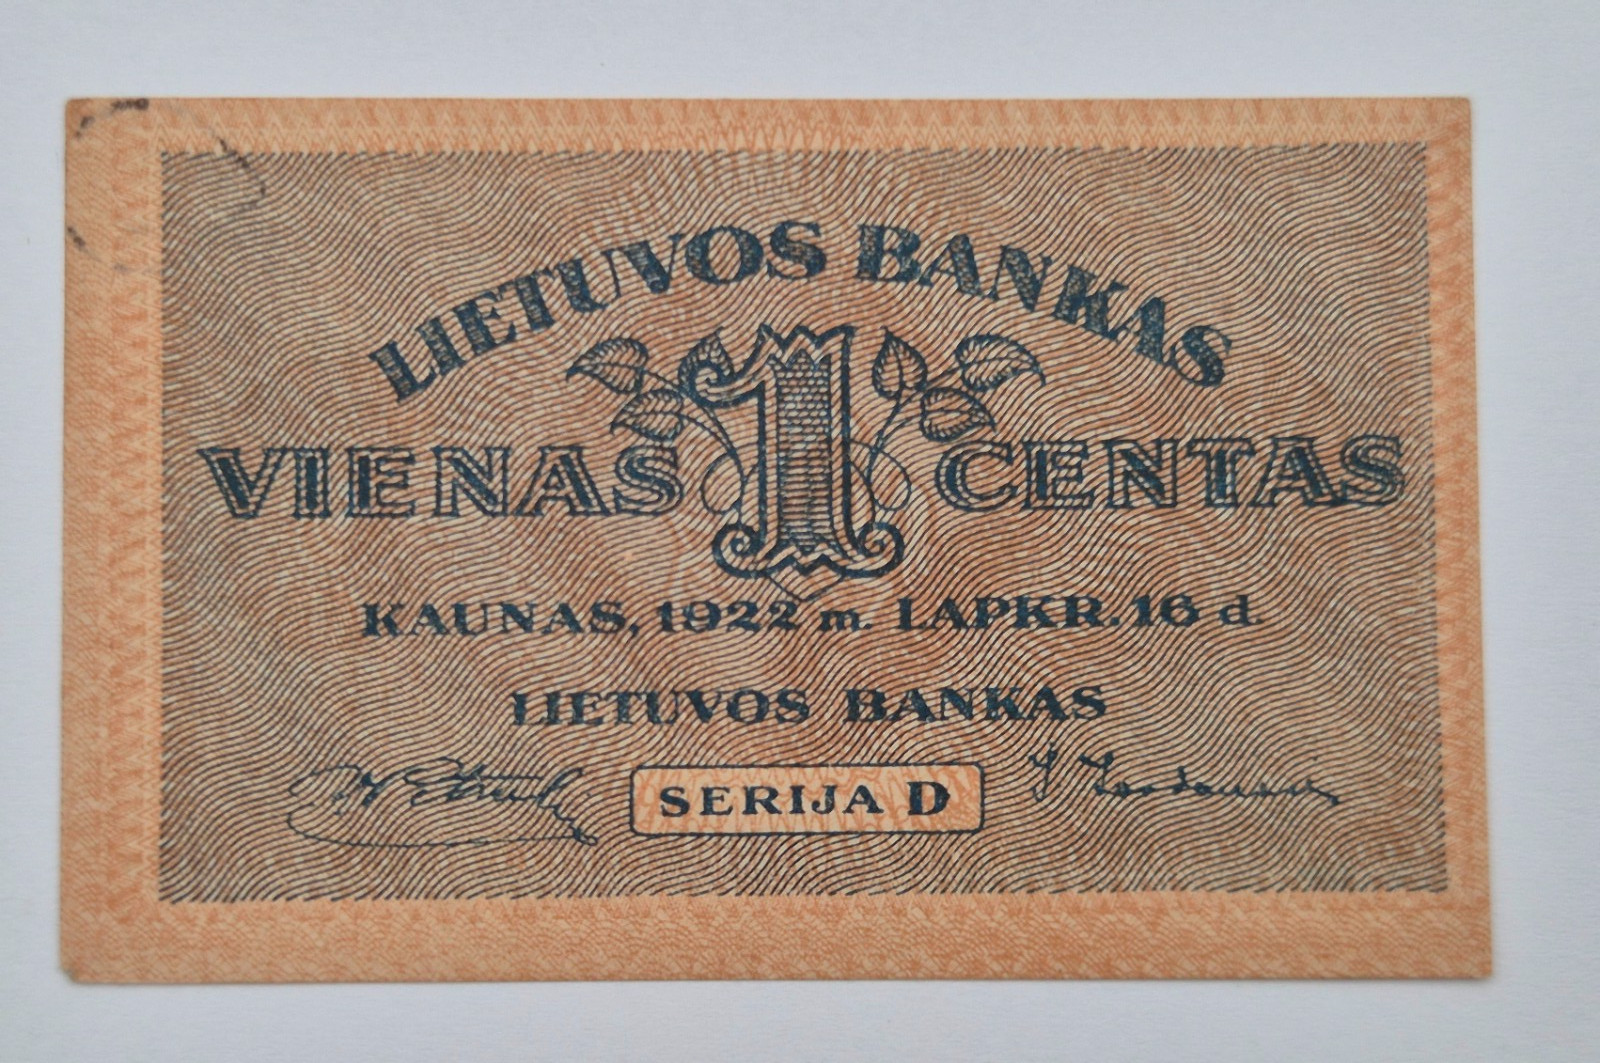 LIETUVOS BANKAS
VIENAS 1 CENTAS
KAUNAS, 1922 m. LAPKR. 16 d.
LIETUVOS BANKAS
SERIJA D